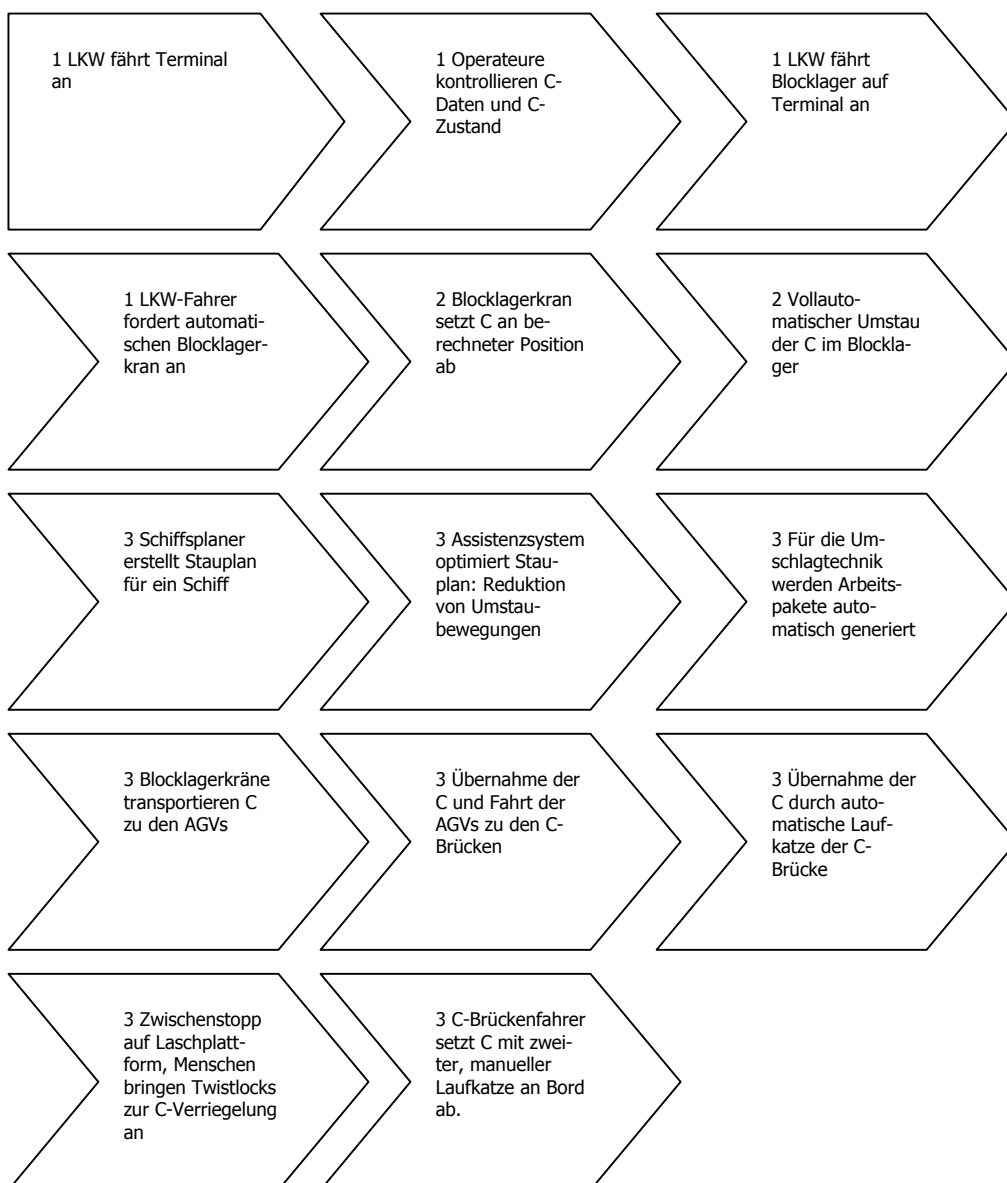 1 LKW fährt Terminal
an
1 Operateure
kontrollieren C-
Daten und C-
Zustand
1 LKW fährt
Blocklager auf
Terminal an
1 LKW-Fahrer
fordert automati-
schen Blocklager-
kran an
2 Blocklagerkran
setzt C an be-
rechneter Position
ab
2 Vollauto-
matischer Umstau
der C im Blockla-
ger
3 Schiffsplaner
erstellt Stauplan
für ein Schiff
3 Assistenzsystem
optimiert Stau-
plan: Reduktion
von Umstau-
bewegungen
3 Für die Um-
schlagtechnik
werden Arbeits-
pakete auto-
matisch generiert
3 Blocklagerkräne
transportieren C
zu den AGVs
3 Übernahme der
C und Fahrt der
AGVs zu den C-
Brücken
3 Übernahme der
C durch auto-
matische Lauf-
katze der C-
Brücke
3 Zwischenstopp
auf Laschplatt-
form, Menschen
bringen Twistlocks
zur C-Verriegelung
an
3 C-Brückenfahrer
setzt C mit zwei-
ter, manueller
Laufkatze an Bord
ab.